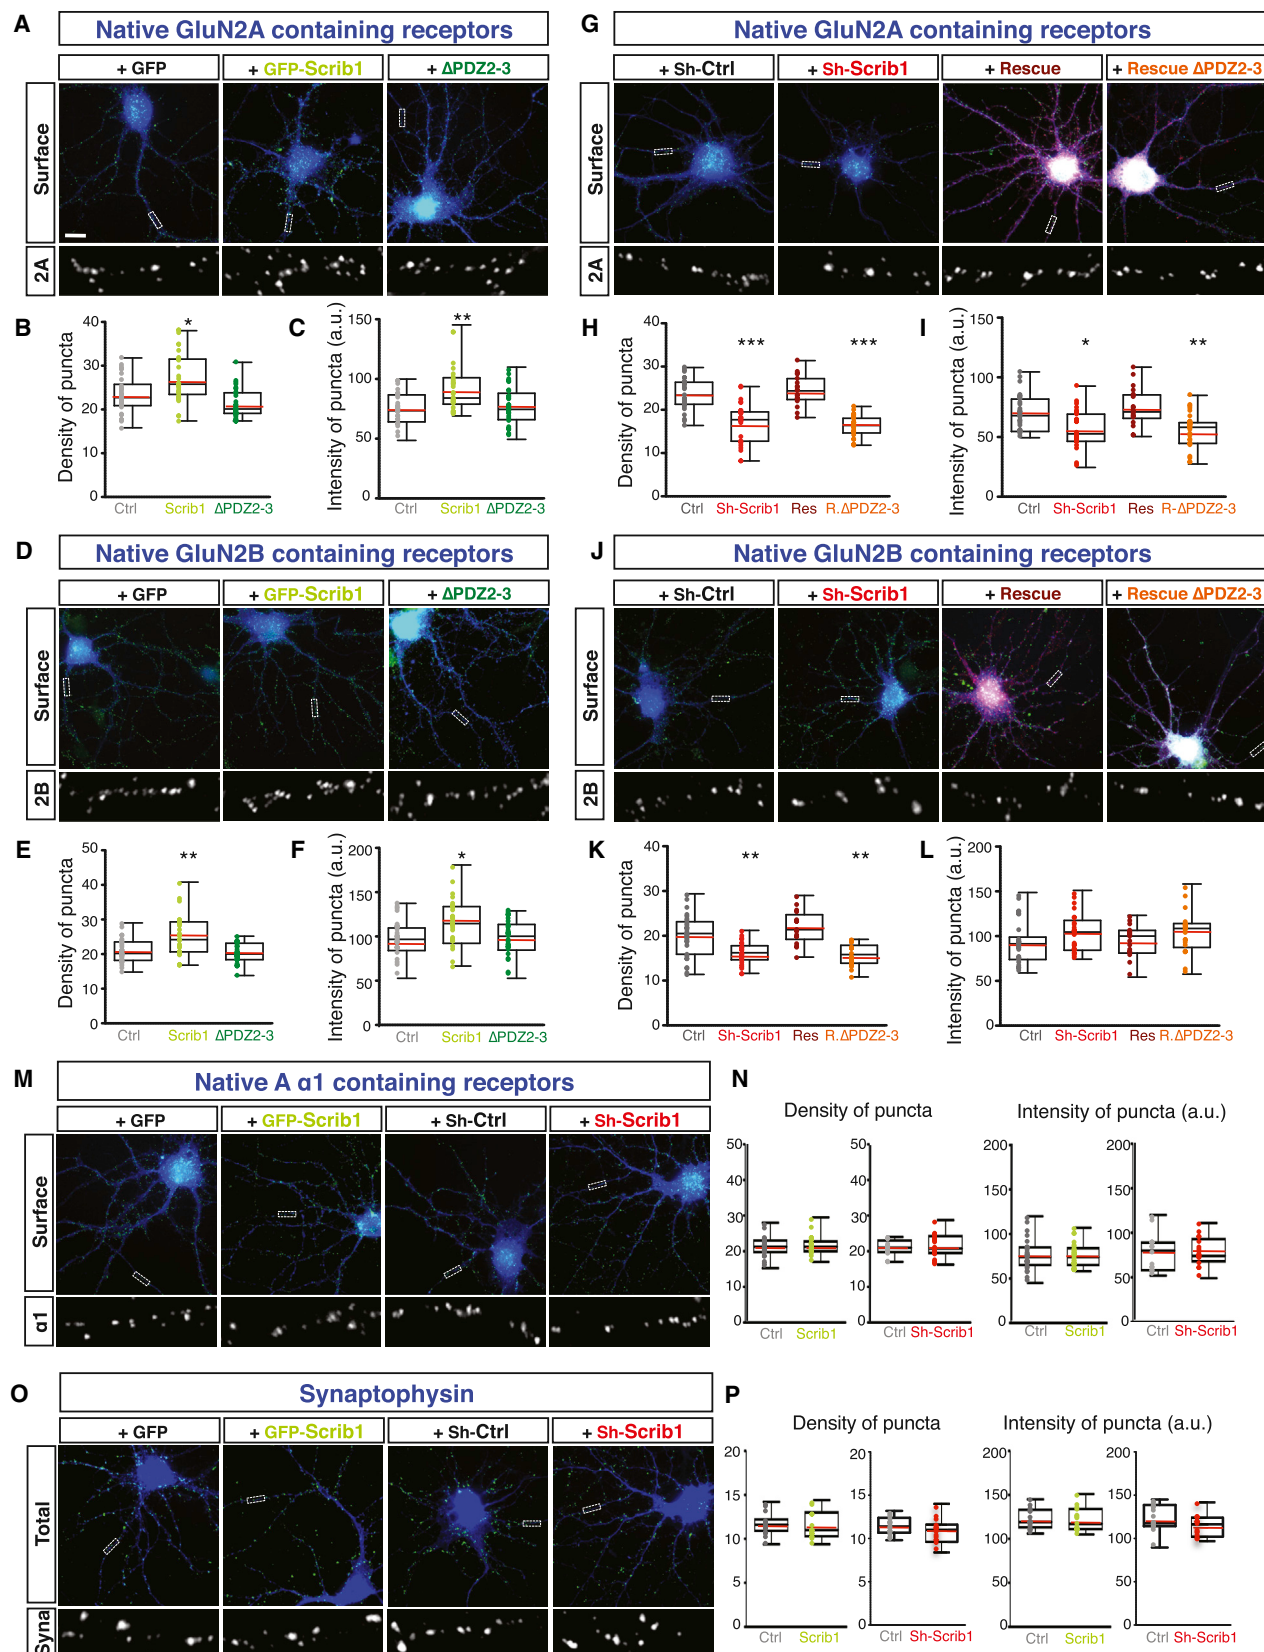 A
Native GluN2A containing receptors
+ GFP
+ GFP-Scrib1
+ ΔPDZ2-3
Surface
2A
B
Density of puncta
40
30
20
10
0
*
Ctrl
Scrib1
ΔPDZ2-3
C
Intensity of puncta (a.u.)
150
100
50
0
**
Ctrl
Scrib1
ΔPDZ2-3
G
Native GluN2A containing receptors
+ Sh-Ctrl
+ Sh-Scrib1
+ Rescue
+ Rescue ΔPDZ2-3
Surface
2A
H
Density of puncta
40
30
20
10
0
***
***
Ctrl
Sh-Scrib1
Res
R.ΔPDZ2-3
I
Intensity of puncta (a.u.)
150
100
50
0
*
**
Ctrl
Sh-Scrib1
Res
R-ΔPDZ2-3
D
Native GluN2B containing receptors
+ GFP
+ GFP-Scrib1
+ ΔPDZ2-3
Surface
2B
E
Density of puncta
50
40
30
20
10
0
**
Ctrl
Scrib1
ΔPDZ2-3
F
Intensity of puncta (a.u.)
200
150
100
50
0
*
Ctrl
Scrib1
ΔPDZ2-3
J
Native GluN2B containing receptors
+ Sh-Ctrl
+ Sh-Scrib1
+ Rescue
+ Rescue ΔPDZ2-3
Surface
2B
K
Density of puncta
40
30
20
10
0
**
**
Ctrl
Sh-Scrib1
Res
R.ΔPDZ2-3
L
Intensity of puncta (a.u.)
200
150
100
50
0
Ctrl
Sh-Scrib1
Res
R.ΔPDZ2-3
M
Native A α1 containing receptors
+ GFP
+ GFP-Scrib1
+ Sh-Ctrl
+ Sh-Scrib1
Surface
α1
N
Density of puncta
Intensity of puncta (a.u.)
50
40
30
20
10
0
Ctrl
Scrib1
50
40
30
20
10
0
Ctrl
Sh-Scrib1
200
150
100
50
0
Ctrl
Scrib1
200
150
100
50
0
Ctrl
Sh-Scrib1
O
Synaptophysin
+ GFP
+ GFP-Scrib1
+ Sh-Ctrl
+ Sh-Scrib1
Total
Syna
P
Density of puncta
Intensity of puncta (a.u.)
20
15
10
5
0
Ctrl
Scrib1
20
15
10
5
0
Ctrl
Sh-Scrib1
200
150
100
50
0
Ctrl
Scrib1
200
150
100
50
0
Ctrl
Sh-Scrib1